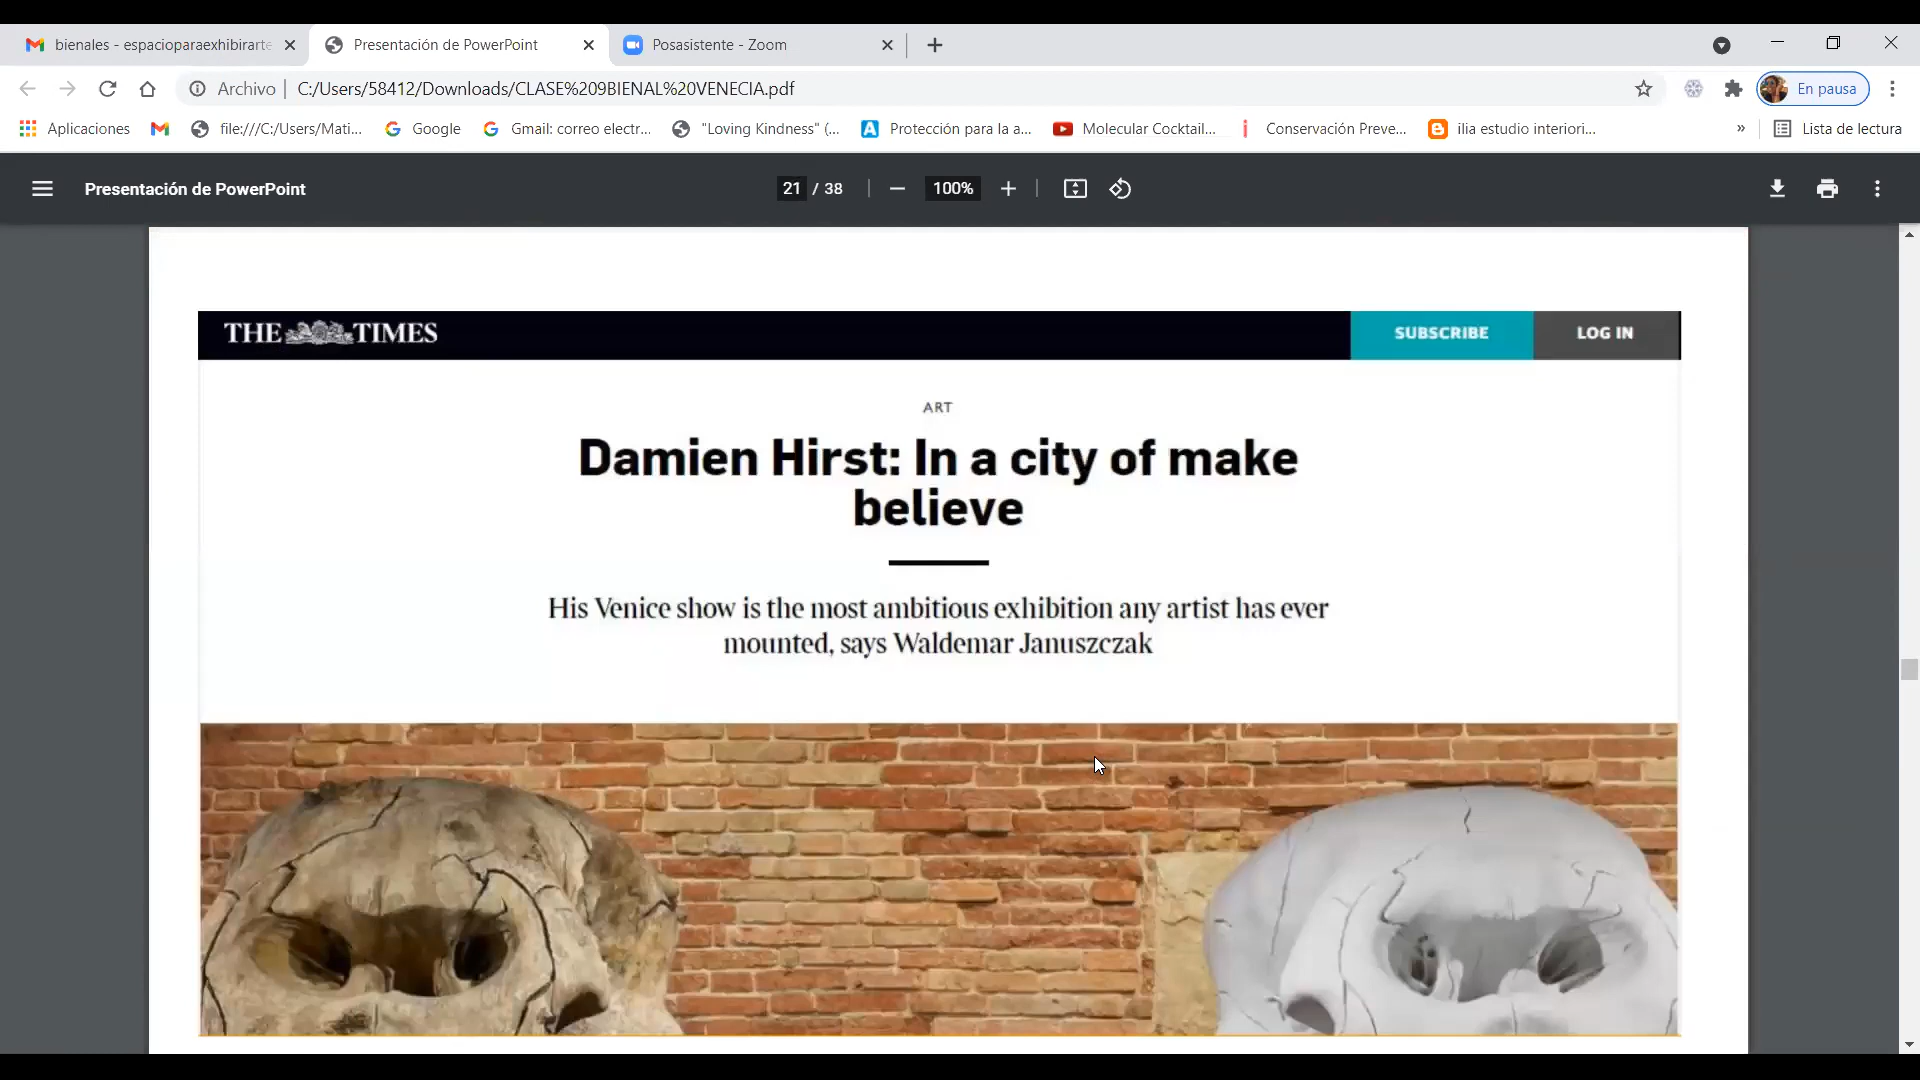 bienales - espacioparaexhibirarte
Presentación de PowerPoint
Posasistente - Zoom
Archivo | C:/Users/58412/Downloads/CLASE%209BIENAL%20VENECIA.pdf
En pausa
Aplicaciones
file:///C:/Users/Mati...
Google
Gmail: correo electr...
"Loving Kindness" (...
Protección para la a...
Molecular Cocktail...
Conservación Preve...
ilia estudio interiori...
»
Lista de lectura
Presentación de PowerPoint
21 / 38
100%
THE TIMES
SUBSCRIBE
LOG IN
ART
Damien Hirst: In a city of make
believe
His Venice show is the most ambitious exhibition any artist has ever
mounted, says Waldemar Januszczak